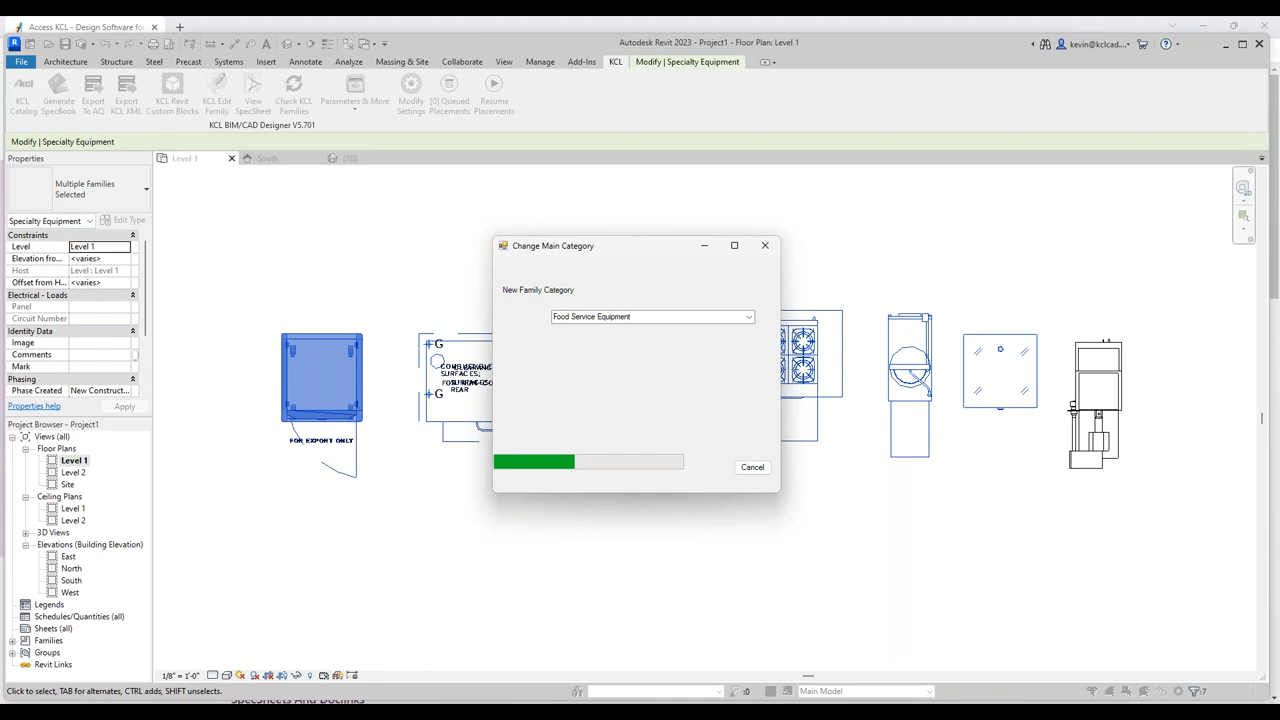 Access KCL - Design Software for
Autodesk Revit 2023 - Project1 - Floor Plan: Level 1
kevin@kclcad....
File Architecture Structure Steel Precast Systems Insert Annotate Analyze Massing & Site Collaborate View Manage Add-Ins KCL Modify | Specialty Equipment
KCL Catalog
Generate SpecBook
Export To AQ
Export KCL XML
KCL Revit Custom Blocks
KCL Edit Family
View SpecSheet
Check KCL Families
Parameters & More
Modify Settings
[0] Queued Placements
Resume Placements
KCL BIM/CAD Designer V5.701
Modify | Specialty Equipment
Properties
Level 1
South
{3D}
Multiple Families
Selected
Specialty Equipment
Edit Type
Constraints
Level Level 1
Elevation fro... <varies>
Host Level : Level 1
Offset from H... <varies>
Electrical - Loads
Panel
Circuit Number
Identity Data
Image
Comments
Mark
Phasing
Phase Created New Construct...
Properties help
Apply
Project Browser - Project1
Views (all)
Floor Plans
Level 1
Level 2
Site
Ceiling Plans
Level 1
Level 2
3D Views
Elevations (Building Elevation)
East
North
South
West
Legends
Schedules/Quantities (all)
Sheets (all)
Families
Groups
Revit Links
Change Main Category
New Family Category
Food Service Equipment
Cancel
FOR EXPORT ONLY
G
SURFACES;
REAR
G
1/8" = 1'-0"
Click to select, TAB for alternates, CTRL adds, SHIFT unselects.
:0
Main Model
:7
SpecSheets And Doclinks